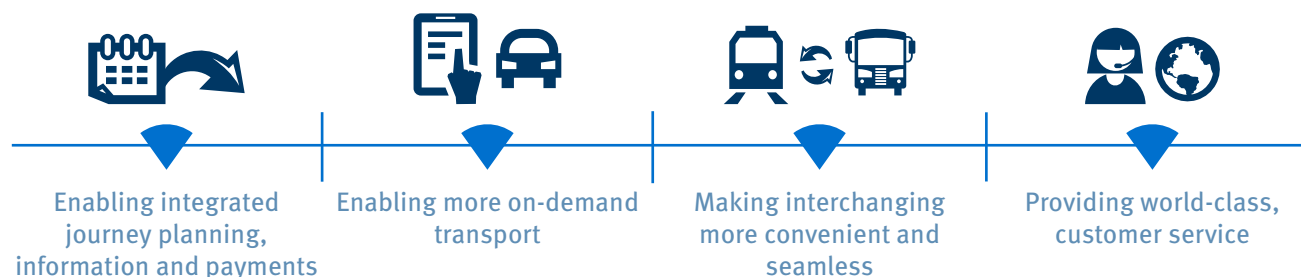 Enabling integrated
journey planning,
information and payments
Enabling more on-demand
transport
Making interchanging
more convenient and
seamless
Providing world-class,
customer service